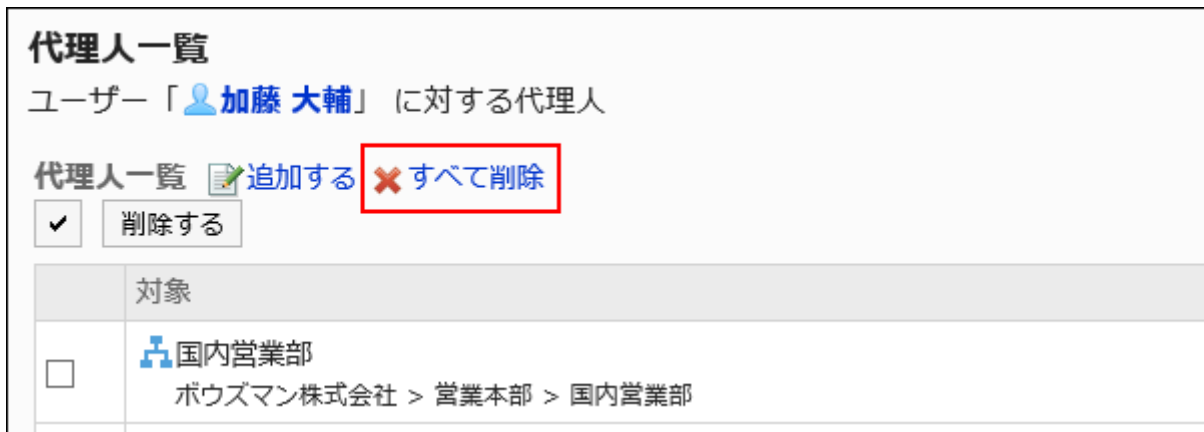 代理人一覧
ユーザー「加藤 大輔」 に対する代理人
代理人一覧 追加する すべて削除
削除する
対象
国内営業部
ボウズマン株式会社 > 営業本部 > 国内営業部